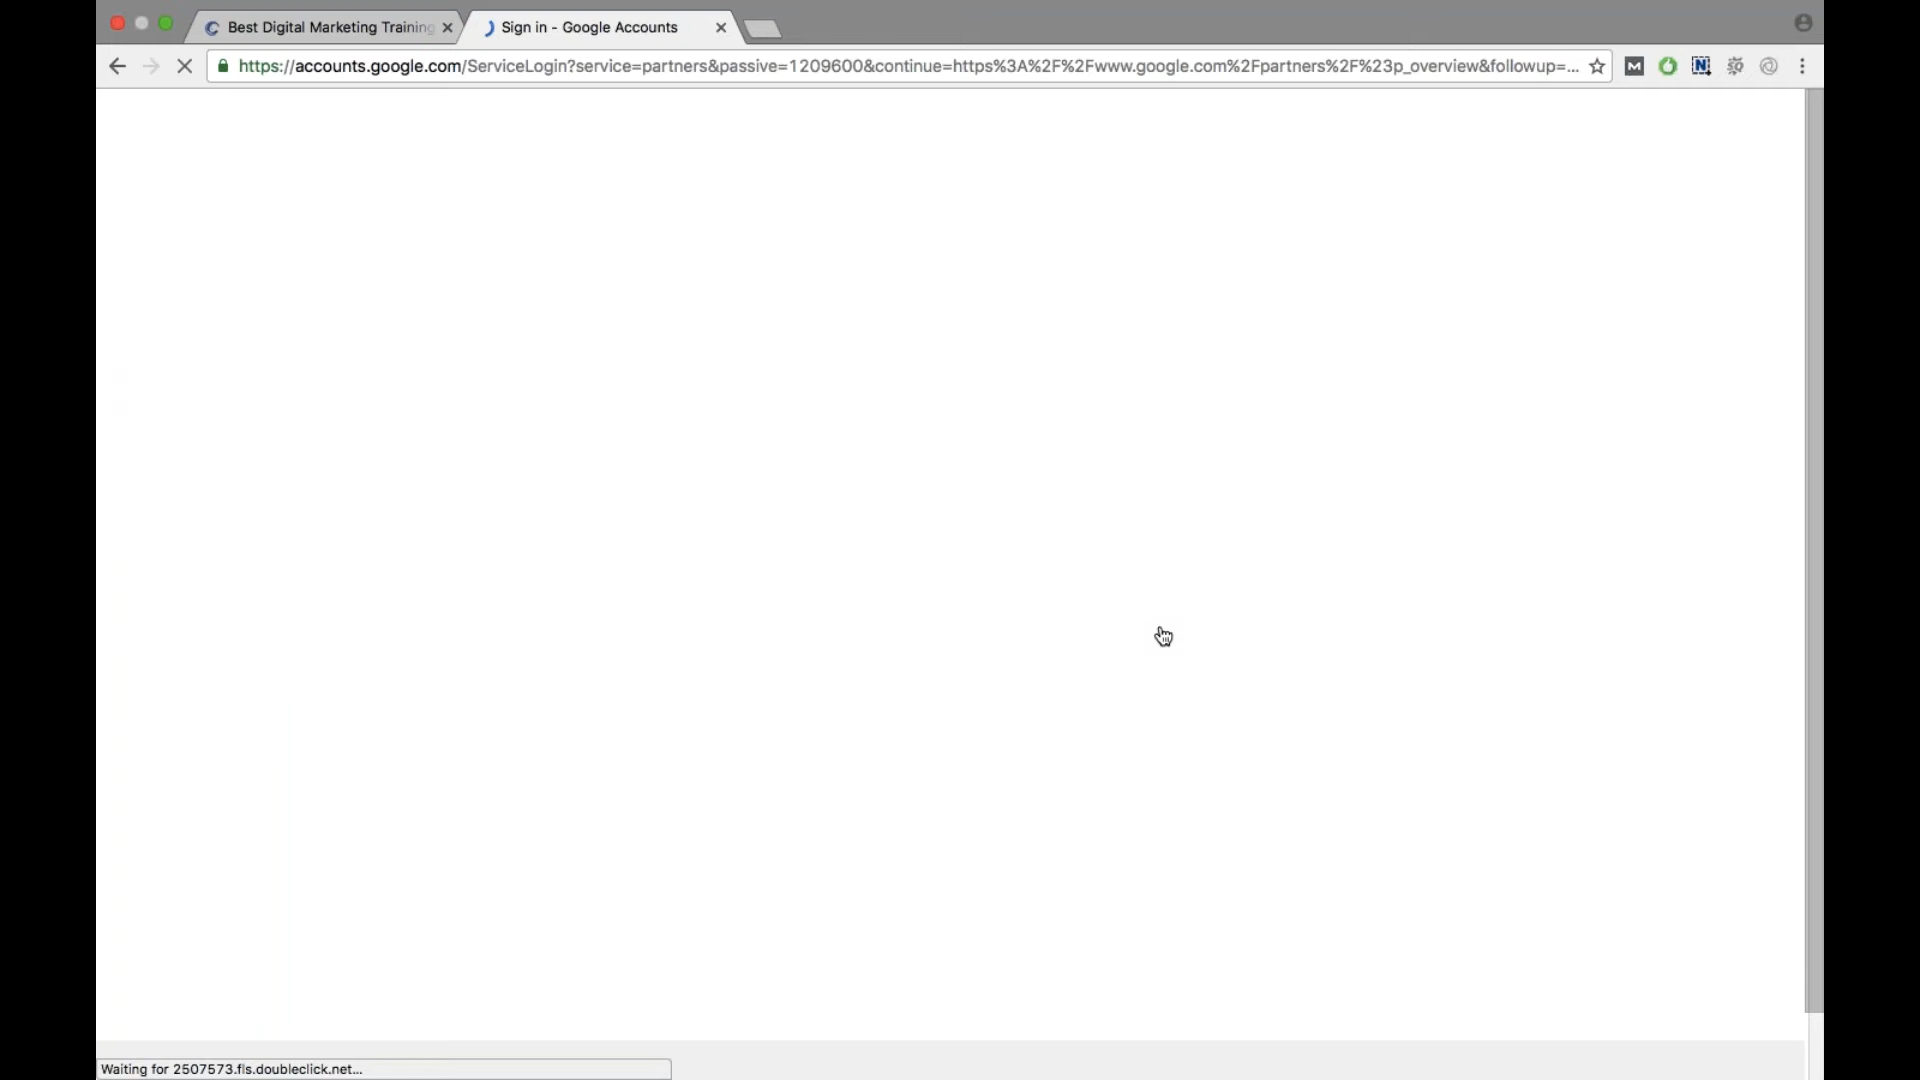 Best Digital Marketing Training
Sign in - Google Accounts
https://accounts.google.com/ServiceLogin?service=partners&passive=1209600&continue=https%3A%2F%2Fwww.google.com%2Fpartners%2F%23p_overview&followup=...
Waiting for 2507573.fls.doubleclick.net...